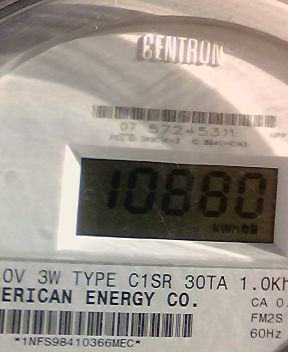 CENTRON
07 57245311
10880
kWh
0V 3W TYPE C1SR 30TA 1.0Kh
ERICAN ENERGY CO.
CA 0.
FM2S
60Hz
*1NFS98410366MEC*